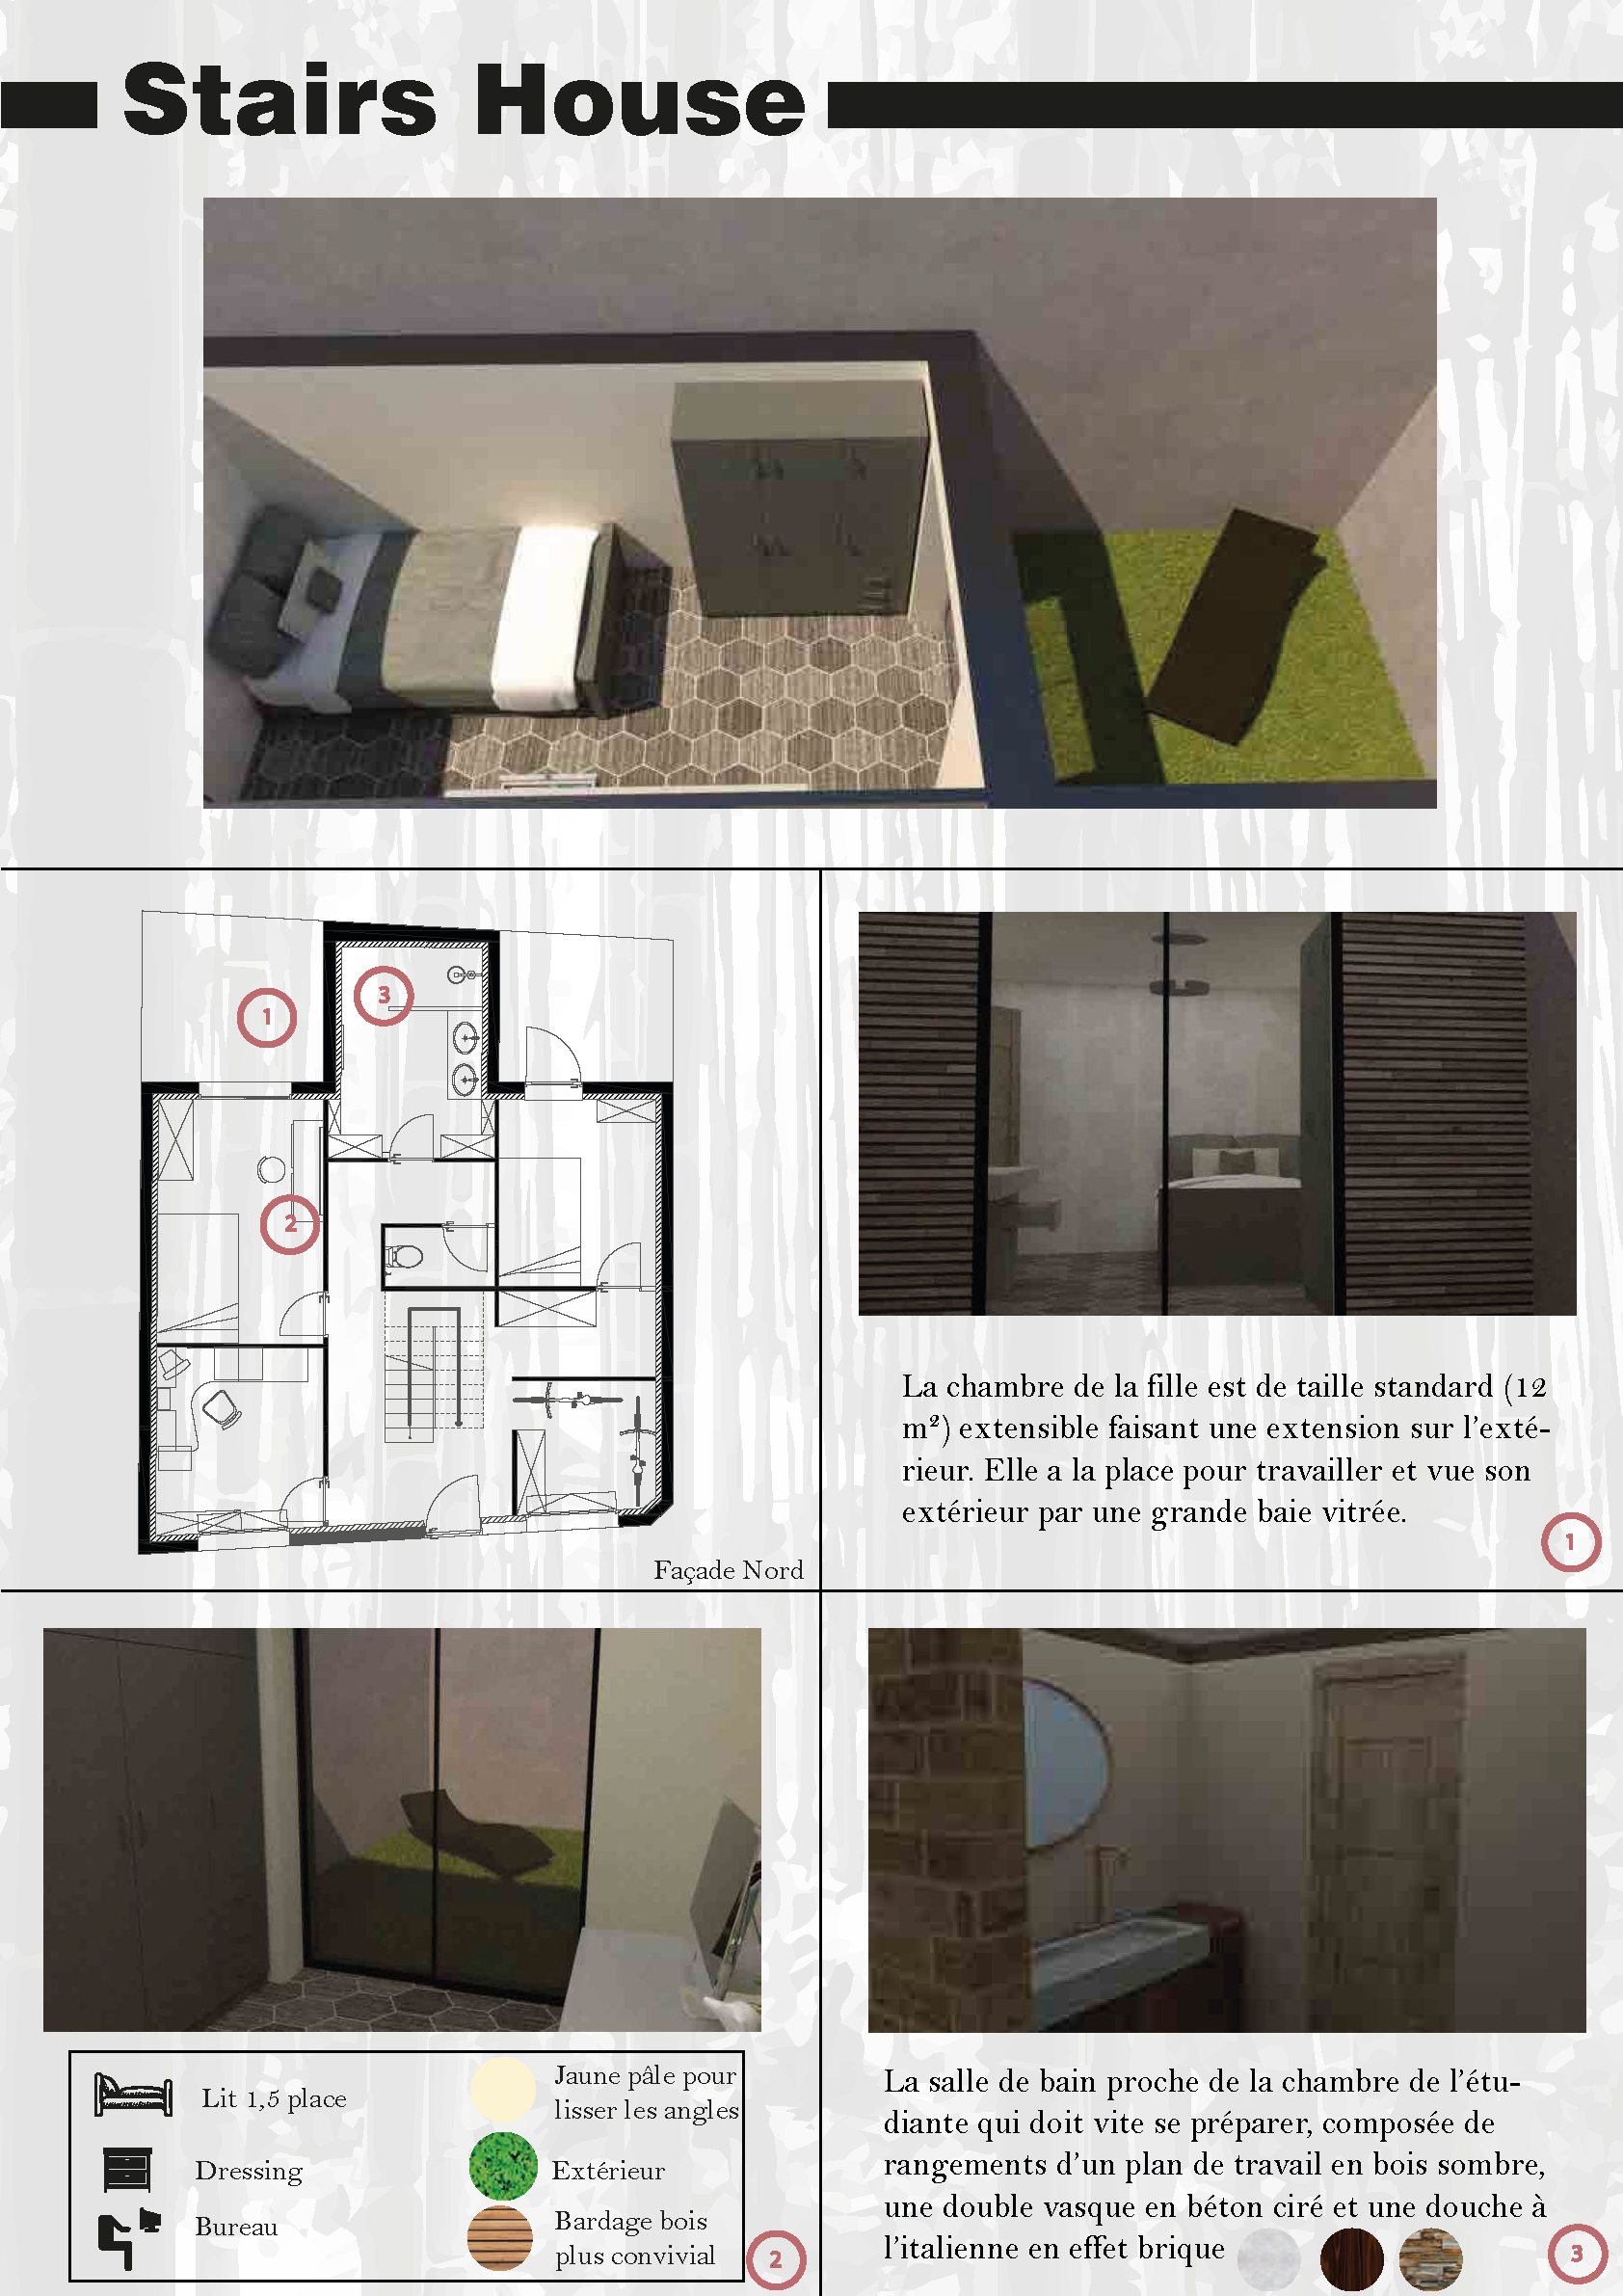 Stairs House
1
3
2
Façade Nord
La chambre de la fille est de taille standard (12
m²) extensible faisant une extension sur l'exté-
rieur. Elle a la place pour travailler et vue son
extérieur par une grande baie vitrée.
1
Lit 1,5 place
Dressing
Bureau
Jaune pâle pour
lisser les angles
Extérieur
Bardage bois
plus convivial
2
La salle de bain proche de la chambre de l'étu-
diante qui doit vite se préparer, composée de
rangements d'un plan de travail en bois sombre,
une double vasque en béton ciré et une douche à
l'italienne en effet brique
3